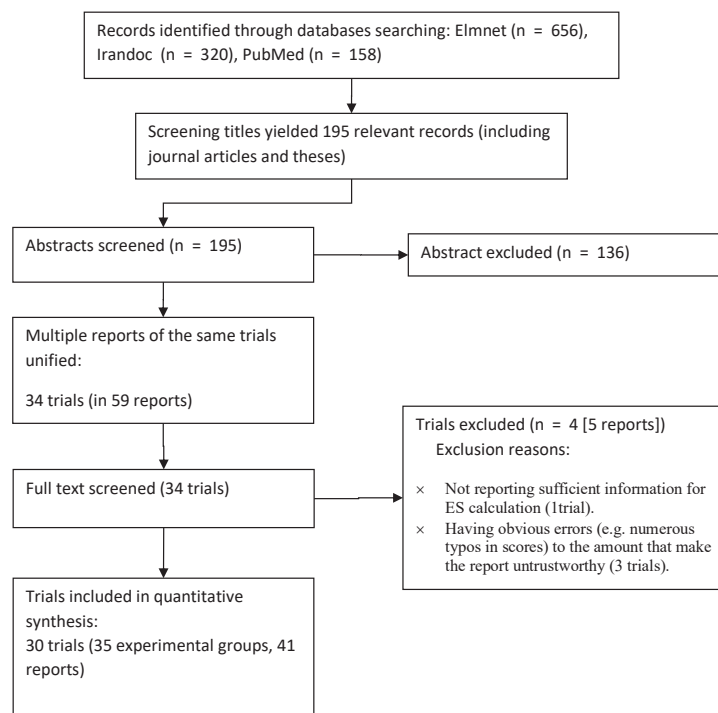 Records identified through databases searching: Elmnet (n = 656),
Irandoc (n = 320), PubMed (n = 158)
Screening titles yielded 195 relevant records (including
journal articles and theses)
Abstracts screened (n = 195)
Abstract excluded (n = 136)
Multiple reports of the same trials
unified:
34 trials (in 59 reports)
Trials excluded (n = 4 [5 reports])
Exclusion reasons:
× Not reporting sufficient information for
ES calculation (1trial).
× Having obvious errors (e.g. numerous
typos in scores) to the amount that make
the report untrustworthy (3 trials).
Full text screened (34 trials)
Trials included in quantitative
synthesis:
30 trials (35 experimental groups, 41
reports)